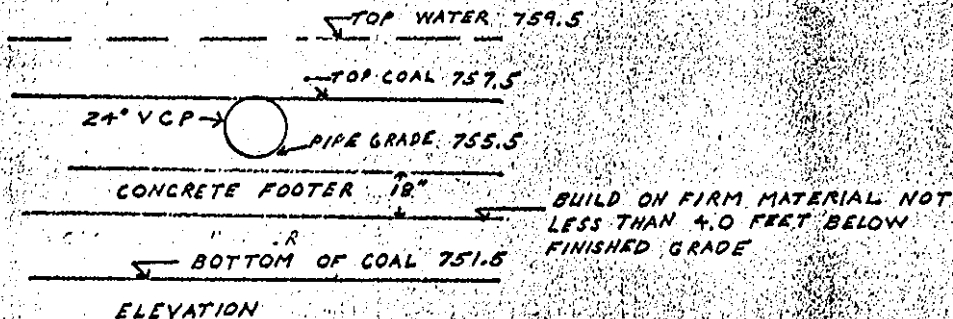 TOP WATER 759.5
TOP COAL 757.5
24" VCP
PIPE GRADE 755.5
CONCRETE FOOTER 18"
BUILD ON FIRM MATERIAL NOT
LESS THAN 4.0 FEET BELOW
FINISHED GRADE
BOTTOM OF COAL 751.5
ELEVATION